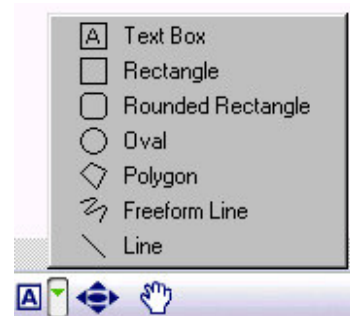 A Text Box
Rectangle
Rounded Rectangle
Oval
Polygon
Freeform Line
Line
A